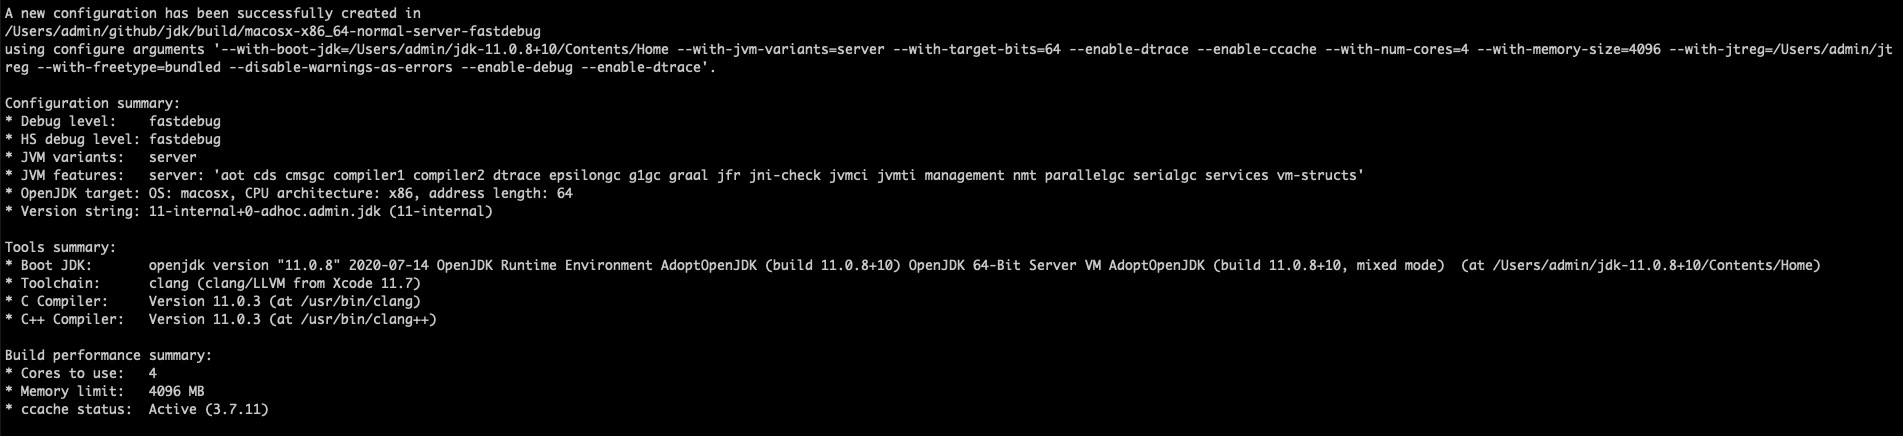 A new configuration has been successfully created in
/Users/admin/github/jdk/build/macosx-x86_64-normal-server-fastdebug
using configure arguments '--with-boot-jdk=/Users/admin/jdk-11.0.8+10/Contents/Home --with-jvm-variants=server --with-target-bits=64 --enable-dtrace --enable-ccache --with-num-cores=4 --with-memory-size=4096 --with-jtreg=/Users/admin/jt
reg --with-freetype=bundled --disable-warnings-as-errors --enable-debug --enable-dtrace'.

Configuration summary:
* Debug level:    fastdebug
* HS debug level: fastdebug
* JVM variants:   server
* JVM features:   server: 'aot cds cmsgc compiler1 compiler2 dtrace epsilongc g1gc graal jfr jni-check jvmci jvmti management nmt parallelgc serialgc services vm-structs'
* OpenJDK target: OS: macosx, CPU architecture: x86, address length: 64
* Version string: 11-internal+0-adhoc.admin.jdk (11-internal)

Tools summary:
* Boot JDK:       openjdk version "11.0.8" 2020-07-14 OpenJDK Runtime Environment AdoptOpenJDK (build 11.0.8+10) OpenJDK 64-Bit Server VM AdoptOpenJDK (build 11.0.8+10, mixed mode)  (at /Users/admin/jdk-11.0.8+10/Contents/Home)
* Toolchain:      clang (clang/LLVM from Xcode 11.7)
* C Compiler:     Version 11.0.3 (at /usr/bin/clang)
* C++ Compiler:   Version 11.0.3 (at /usr/bin/clang++)

Build performance summary:
* Cores to use:   4
* Memory limit:   4096 MB
* ccache status:  Active (3.7.11)